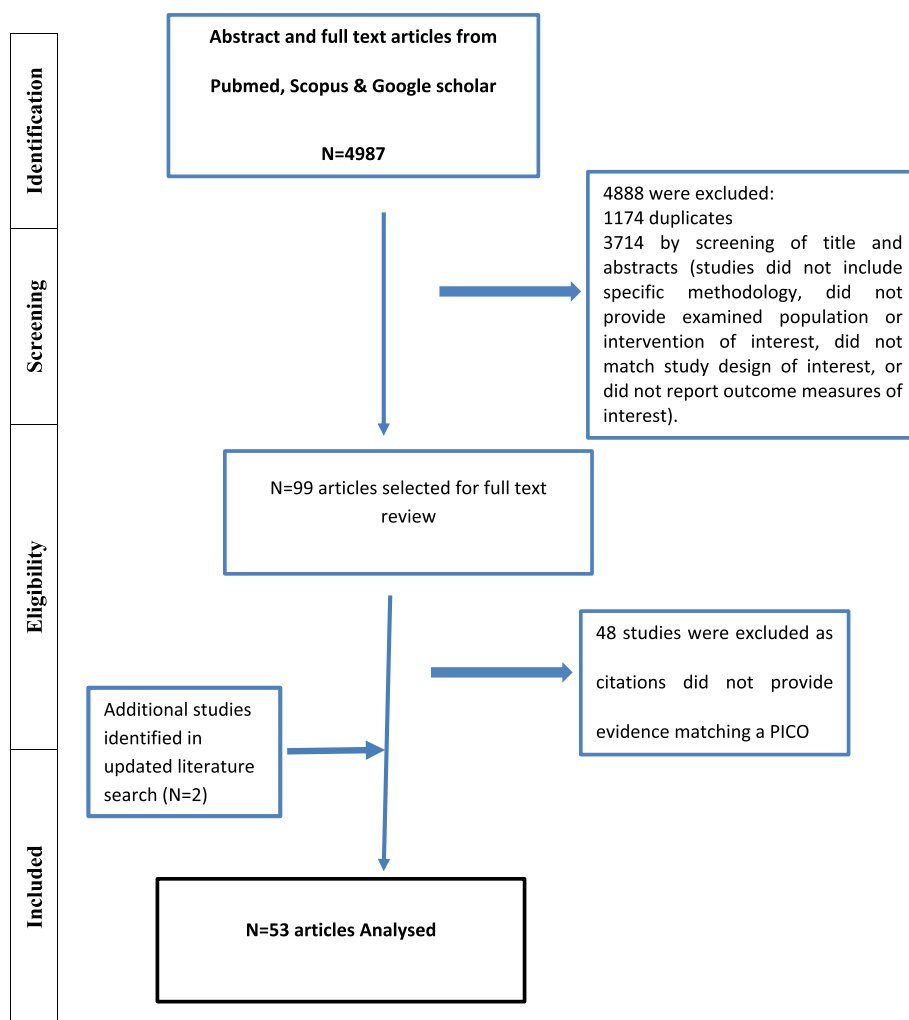 Identification
Abstract and full text articles from
Pubmed, Scopus & Google scholar
N=4987
Screening
4888 were excluded:
1174 duplicates
3714 by screening of title and
abstracts (studies did not include
specific methodology, did not
provide examined population or
intervention of interest, did not
match study design of interest, or
did not report outcome measures of
interest).
Eligibility
N=99 articles selected for full text
review
48 studies were excluded as
citations did not provide
evidence matching a PICO
Additional studies
identified in
updated literature
search (N=2)
Included
N=53 articles Analysed